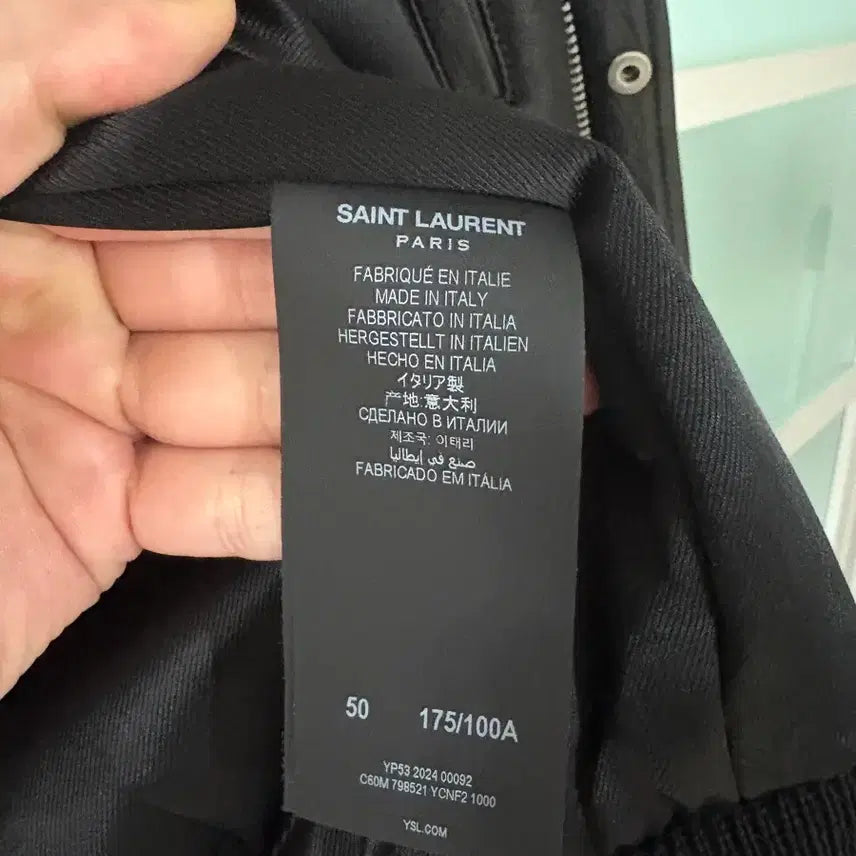 SAINT LAURENT
PARIS
FABRIQUÉ EN ITALIE
MADE IN ITALY
FABBRICATO IN ITALIA
HERGESTELLT IN ITALIEN
HECHO EN ITALIA
イタリア製
产地:意大利
СДЕЛАНО В ИТАЛИИ
제조국: 이태리
صنع في إيطاليا
FABRICADO EM ITÁLIA
50 175/100A
YP53 2024 00092
C60M 798521 YCNF2 1000
YSL.COM